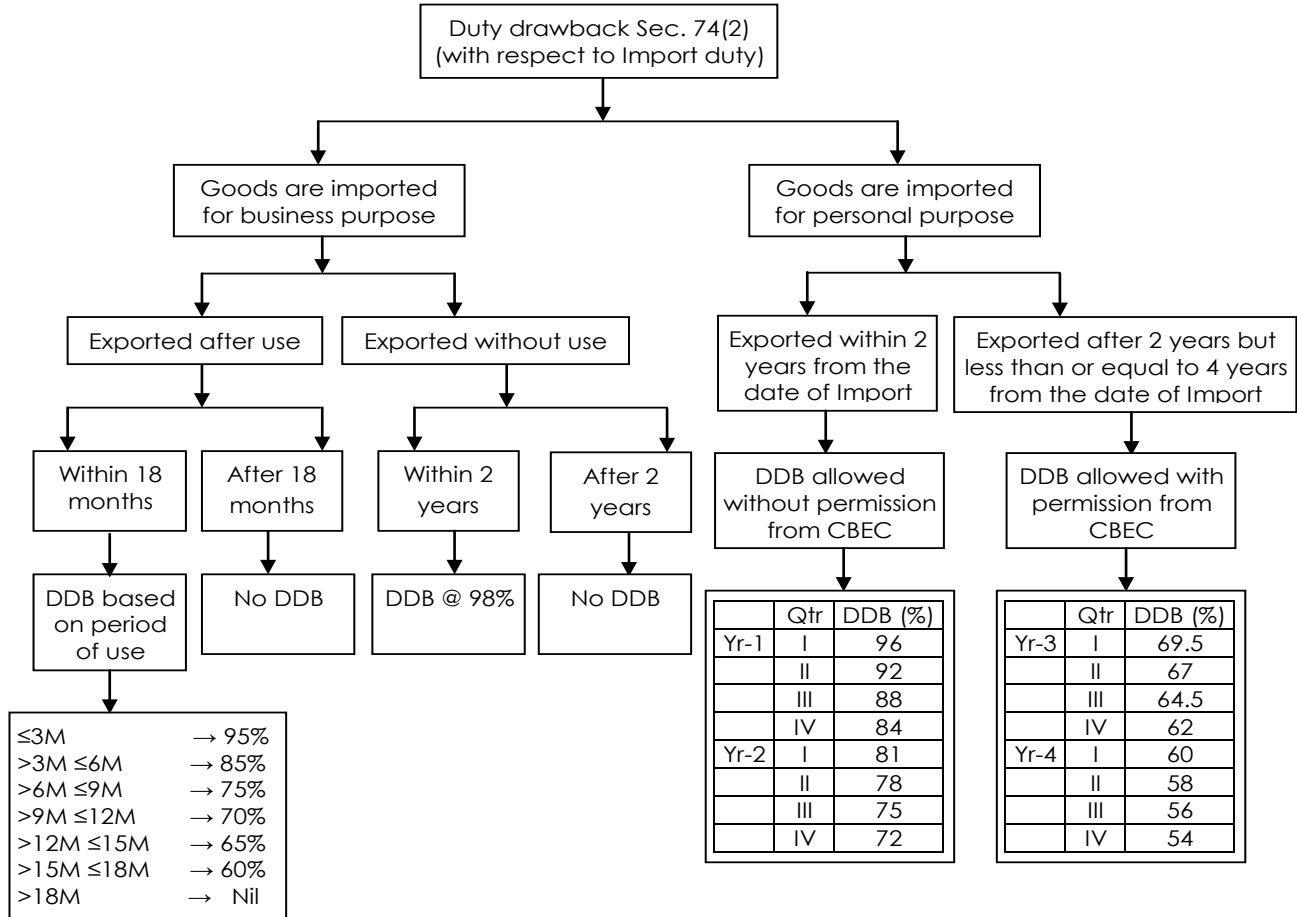 Duty drawback Sec. 74(2)
(with respect to Import duty)
Goods are imported
for business purpose
Goods are imported
for personal purpose
Exported after use
Exported without use
Exported within 2
years from the
date of Import
Exported after 2 years but
less than or equal to 4 years
from the date of Import
Within 18
months
After 18
months
Within 2
years
After 2
years
DDB allowed
without permission
from CBEC
DDB allowed with
permission from
CBEC
DDB based
on period
of use
No DDB
DDB @ 98%
No DDB
≤3M → 95%
>3M ≤6M → 85%
>6M ≤9M → 75%
>9M ≤12M → 70%
>12M ≤15M → 65%
>15M ≤18M → 60%
>18M → Nil
Qtr DDB (%)
Yr-1 I 96
II 92
III 88
IV 84
Yr-2 I 81
II 78
III 75
IV 72
Qtr DDB (%)
Yr-3 I 69.5
II 67
III 64.5
IV 62
Yr-4 I 60
II 58
III 56
IV 54